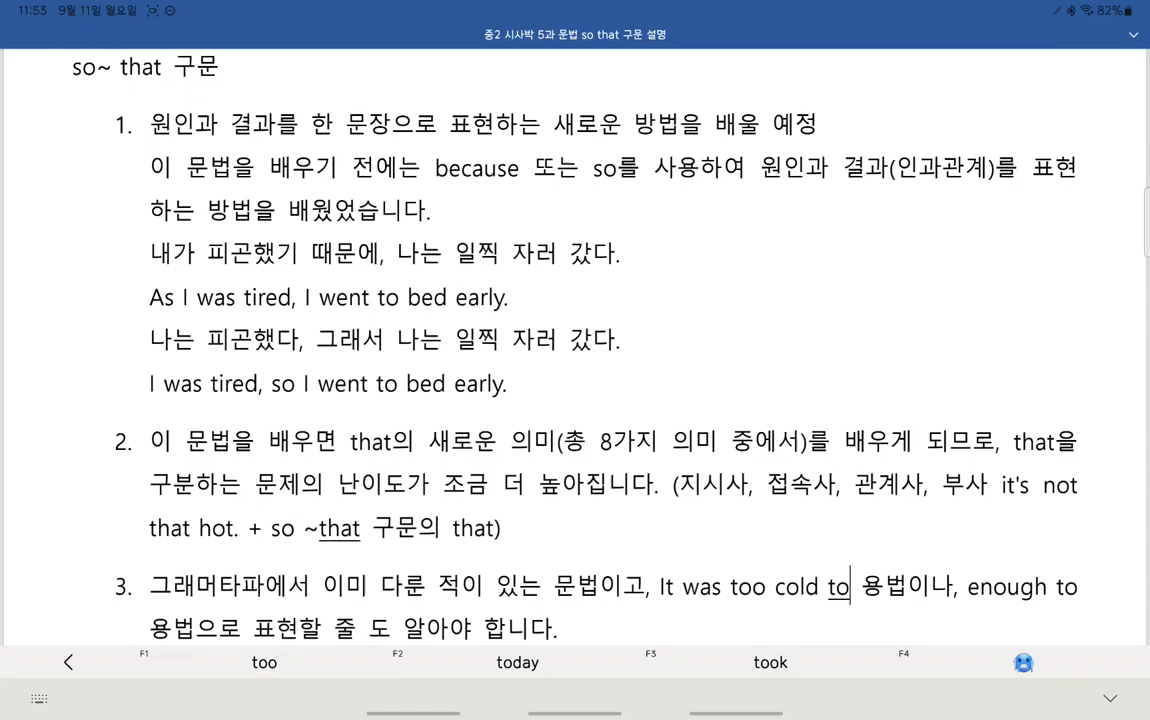 11:53 9월 11일 월요일 82%
중2 시사박 5과 문법 so that 구문 설명
so~ that 구문
1. 원인과 결과를 한 문장으로 표현하는 새로운 방법을 배울 예정
이 문법을 배우기 전에는 because 또는 so를 사용하여 원인과 결과(인과관계)를 표현
하는 방법을 배웠었습니다.
내가 피곤했기 때문에, 나는 일찍 자러 갔다.
As I was tired, I went to bed early.
나는 피곤했다, 그래서 나는 일찍 자러 갔다.
I was tired, so I went to bed early.
2. 이 문법을 배우면 that의 새로운 의미(총 8가지 의미 중에서)를 배우게 되므로, that을
구분하는 문제의 난이도가 조금 더 높아집니다. (지시사, 접속사, 관계사, 부사 it's not
that hot. + so ~that 구문의 that)
3. 그래머타파에서 이미 다룬 적이 있는 문법이고, It was too cold to 용법이나, enough to
용법으로 표현할 줄 도 알아야 합니다.
F1 too F2 today F3 took F4